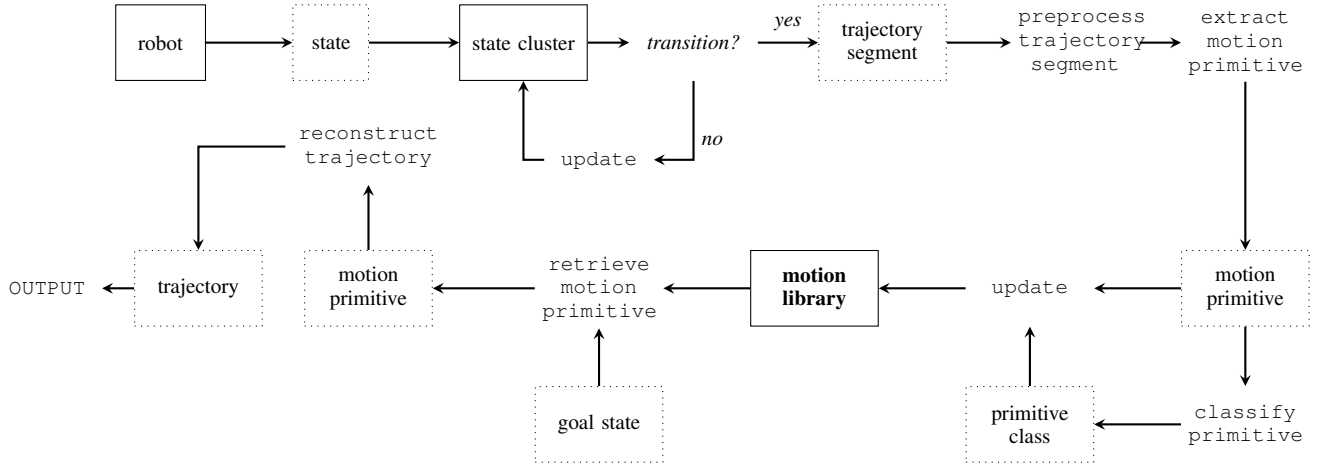 robot
state
state cluster
transition?
yes
trajectory
segment
preprocess
trajectory
segment
extract
motion
primitive
no
update
reconstruct
trajectory
OUTPUT
trajectory
motion
primitive
retrieve
motion
primitive
motion
library
update
motion
primitive
goal state
primitive
class
classify
primitive